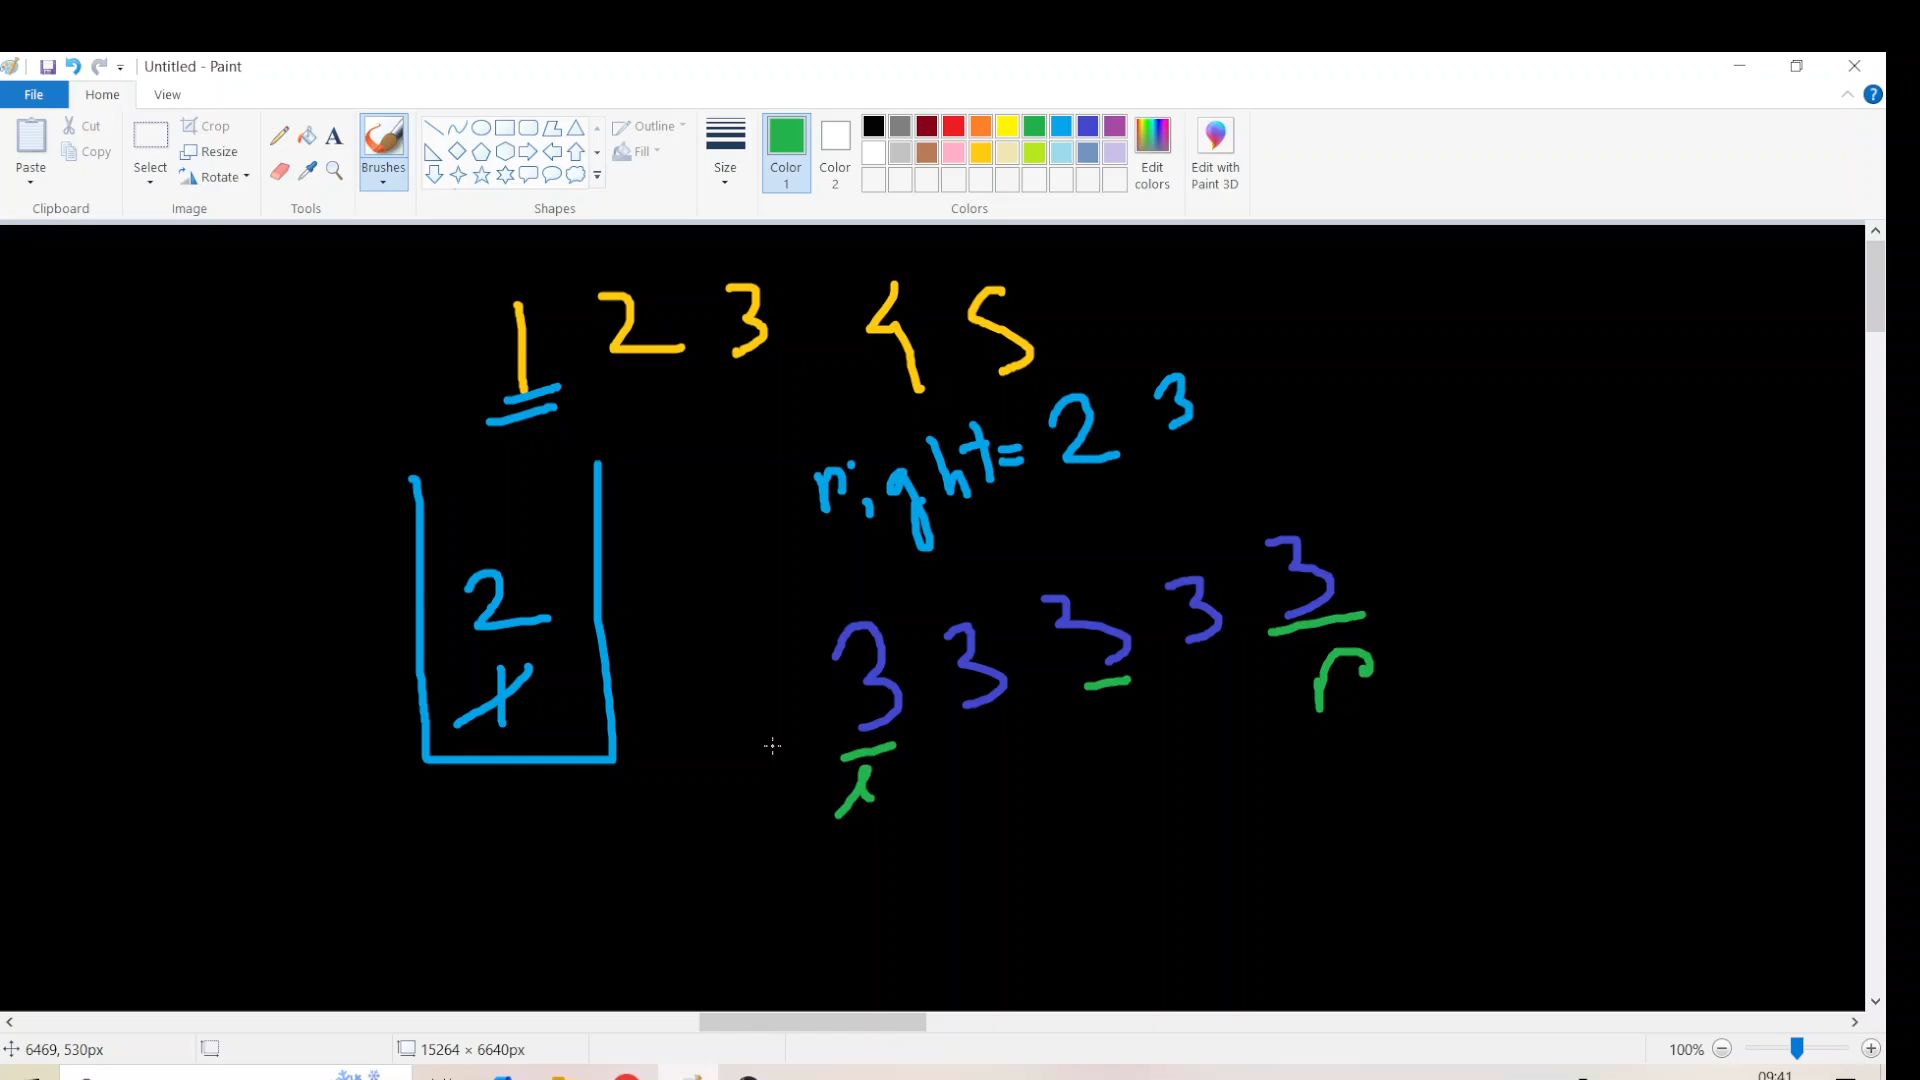 Untitled - Paint
File Home View
Paste Cut Copy Clipboard
Select Crop Resize Rotate Image
Tools
Brushes
Outline Fill Shapes
Size
Color 1 Color 2 Edit colors Colors
Edit with Paint 3D
1 2 3 4 5
right= 2 3
2
3 3 3 3 3
r
6469, 530px 15264 × 6640px 100%
09:41